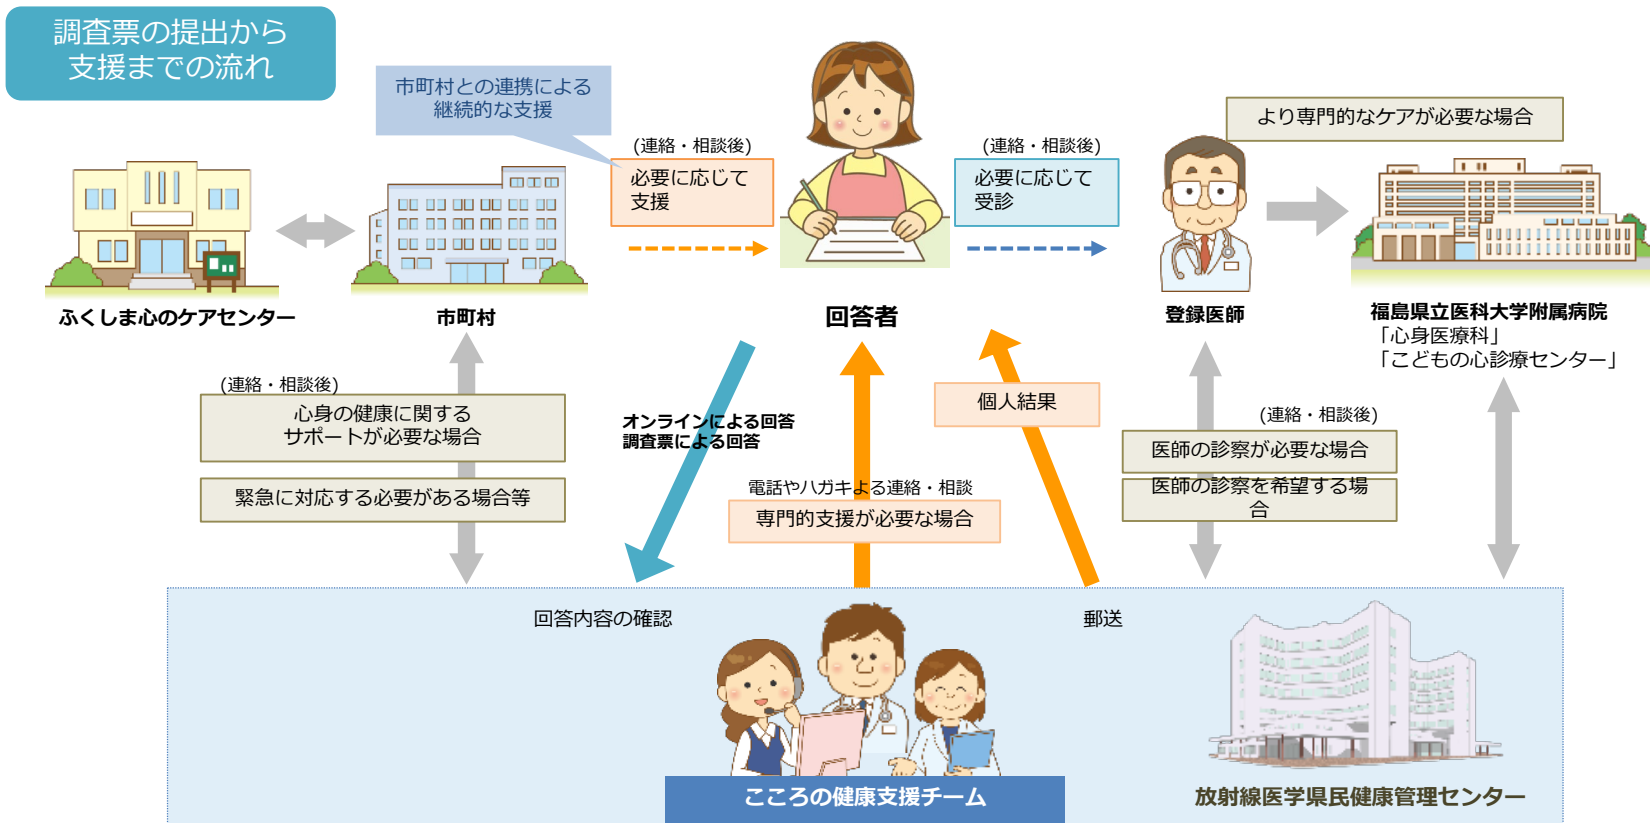 調査票の提出から
支援までの流れ
市町村との連携による
継続的な支援
(連絡・相談後)
必要に応じて
支援
(連絡・相談後)
必要に応じて
受診
より専門的なケアが必要な場合
ふくしま心のケアセンター
市町村
回答者
登録医師
福島県立医科大学附属病院
「心身医療科」
「こどもの心診療センター」
(連絡・相談後)
心身の健康に関する
サポートが必要な場合
緊急に対応する必要がある場合等
オンラインによる回答
調査票による回答
個人結果
電話やハガキよる連絡・相談
専門的支援が必要な場合
(連絡・相談後)
医師の診察が必要な場合
医師の診察を希望する場
合
回答内容の確認
郵送
こころの健康支援チーム
放射線医学県民健康管理センター